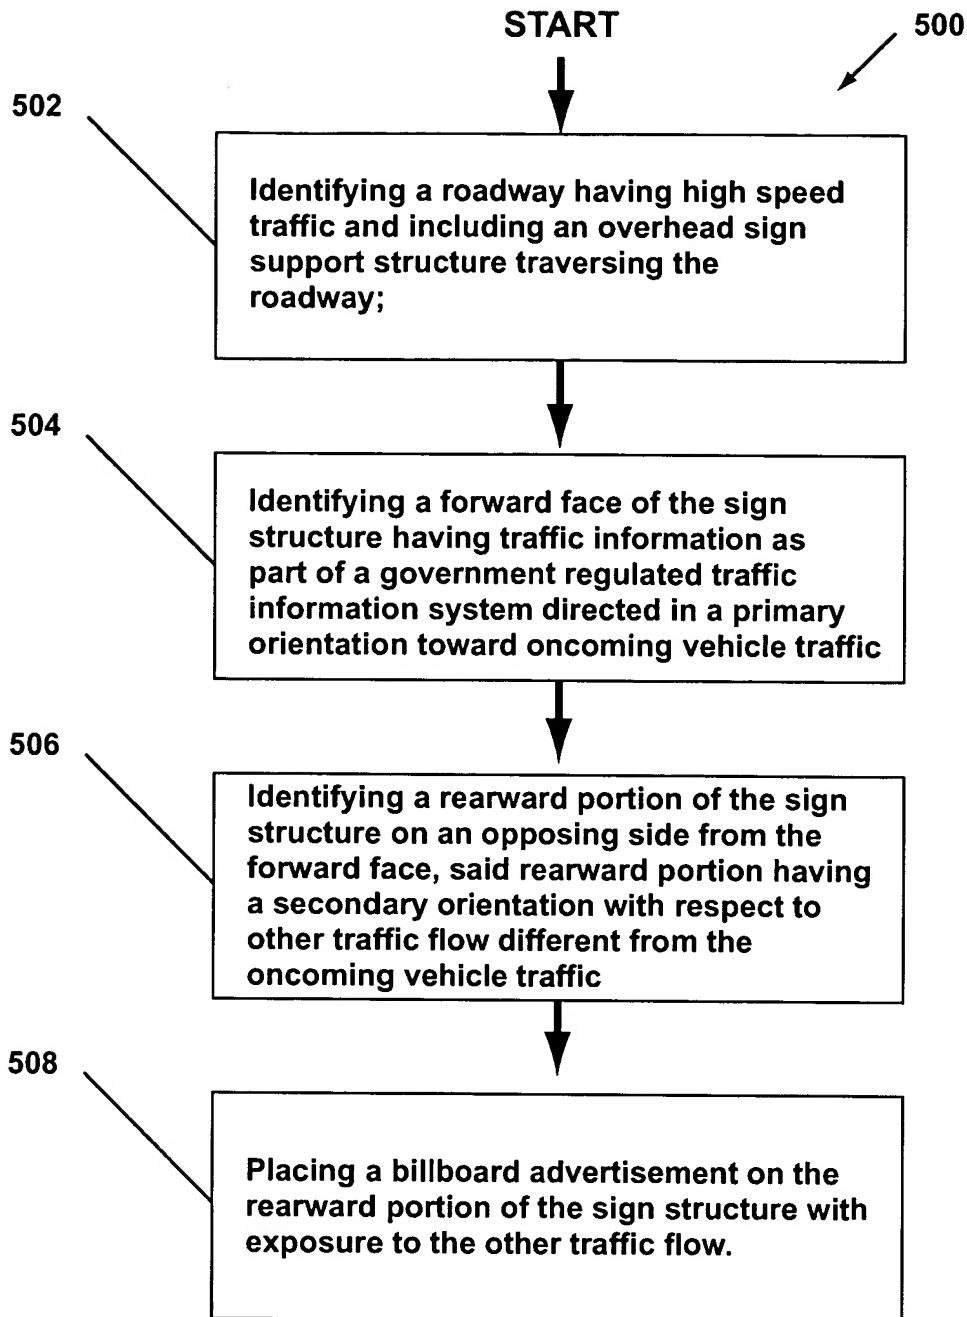 START
500
502
Identifying a roadway having high speed
traffic and including an overhead sign
support structure traversing the
roadway;
504
Identifying a forward face of the sign
structure having traffic information as
part of a government regulated traffic
information system directed in a primary
orientation toward oncoming vehicle traffic
506
Identifying a rearward portion of the sign
structure on an opposing side from the
forward face, said rearward portion having
a secondary orientation with respect to
other traffic flow different from the
oncoming vehicle traffic
508
Placing a billboard advertisement on the
rearward portion of the sign structure with
exposure to the other traffic flow.